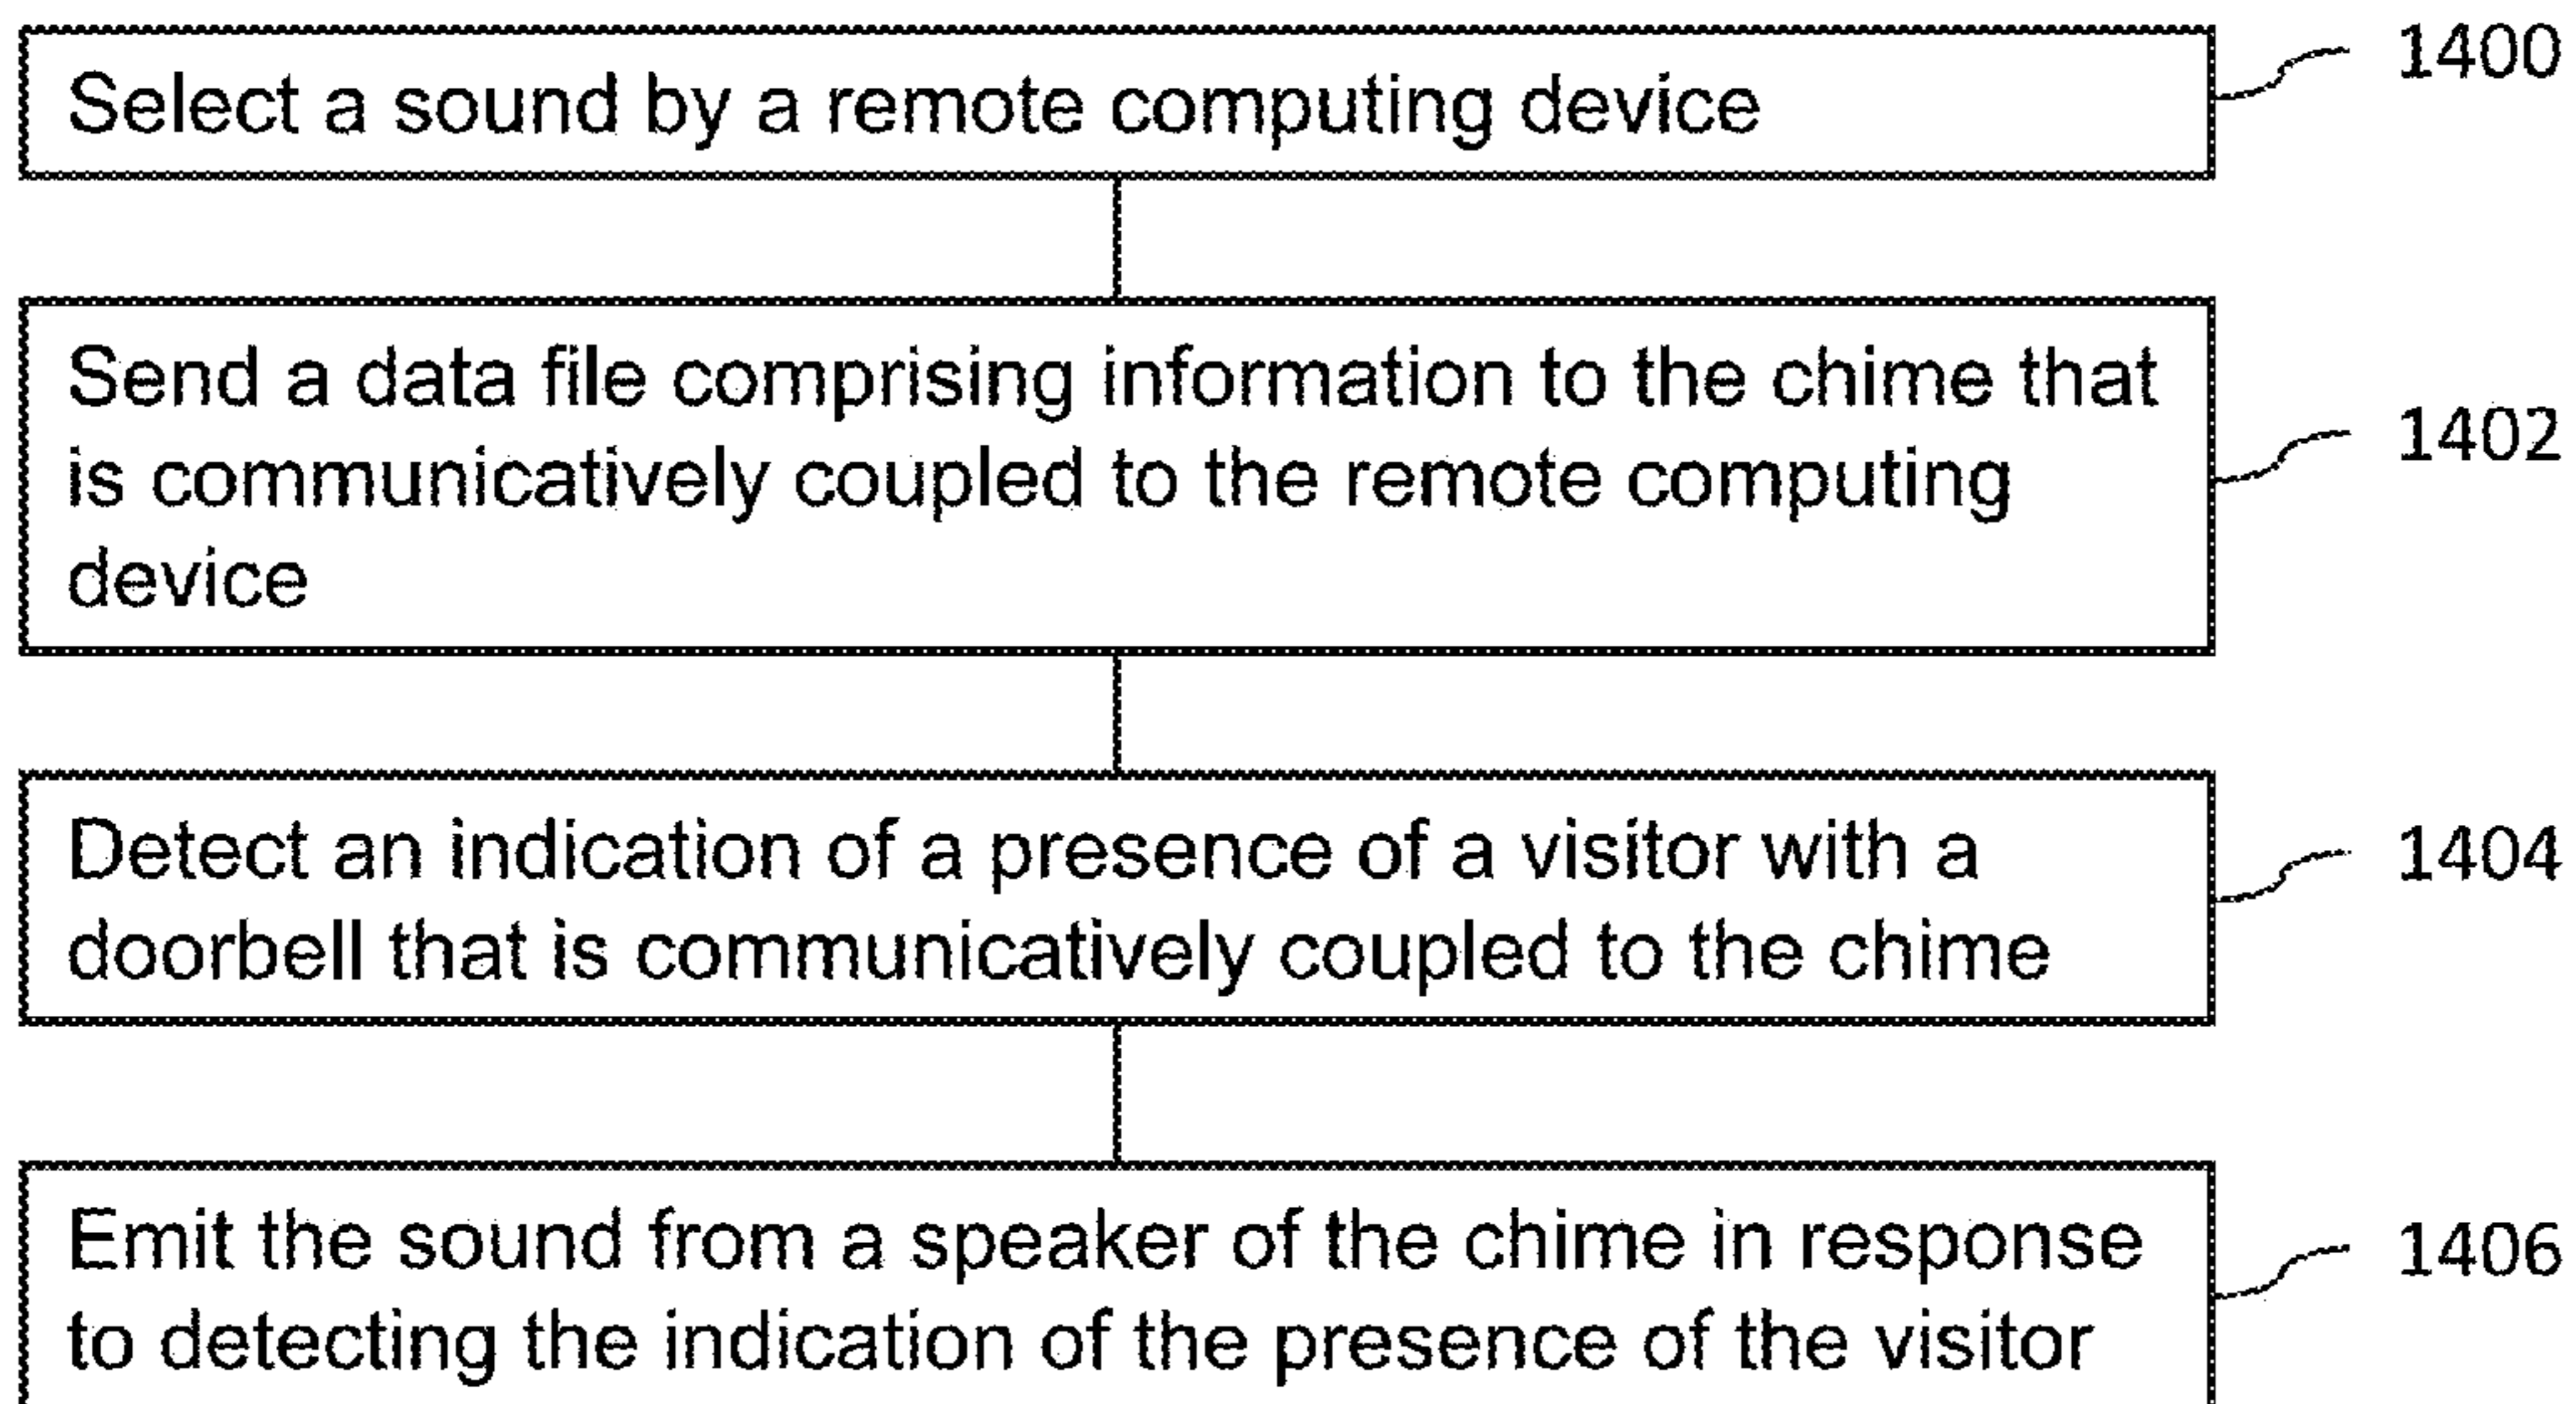 Select a sound by a remote computing device
1400
Send a data file comprising information to the chime that
is communicatively coupled to the remote computing
device
1402
Detect an indication of a presence of a visitor with a
doorbell that is communicatively coupled to the chime
1404
Emit the sound from a speaker of the chime in response
to detecting the indication of the presence of the visitor
1406